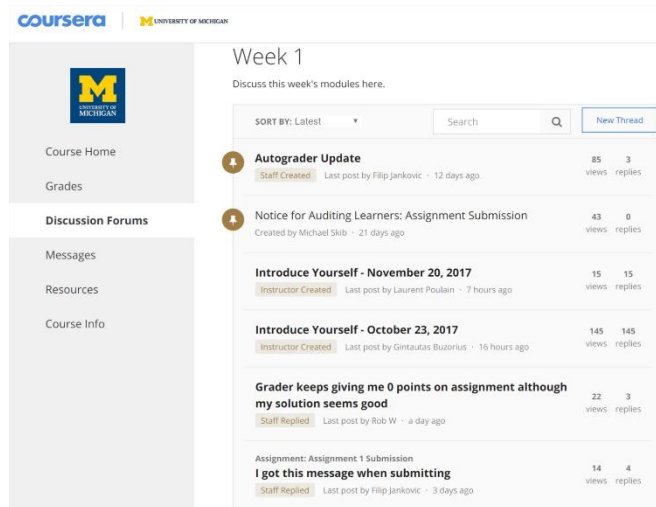 coursera
M UNIVERSITY OF MICHIGAN
M
UNIVERSITY OF
MICHIGAN
Course Home
Grades
Discussion Forums
Messages
Resources
Course Info
Week 1
Discuss this week's modules here.
SORT BY: Latest
Search
New Thread
Autograder Update
Staff Created Last post by Filip Jankovic · 12 days ago
85 3
views replies
Notice for Auditing Learners: Assignment Submission
Created by Michael Skib · 21 days ago
43 0
views replies
Introduce Yourself - November 20, 2017
Instructor Created Last post by Laurent Poulain · 7 hours ago
15 15
views replies
Introduce Yourself - October 23, 2017
Instructor Created Last post by Gintautas Buzorius · 16 hours ago
145 145
views replies
Grader keeps giving me 0 points on assignment although
my solution seems good
Staff Replied Last post by Rob W · a day ago
22 3
views replies
Assignment: Assignment 1 Submission
I got this message when submitting
Staff Replied Last post by Filip Jankovic · 3 days ago
14 4
views replies